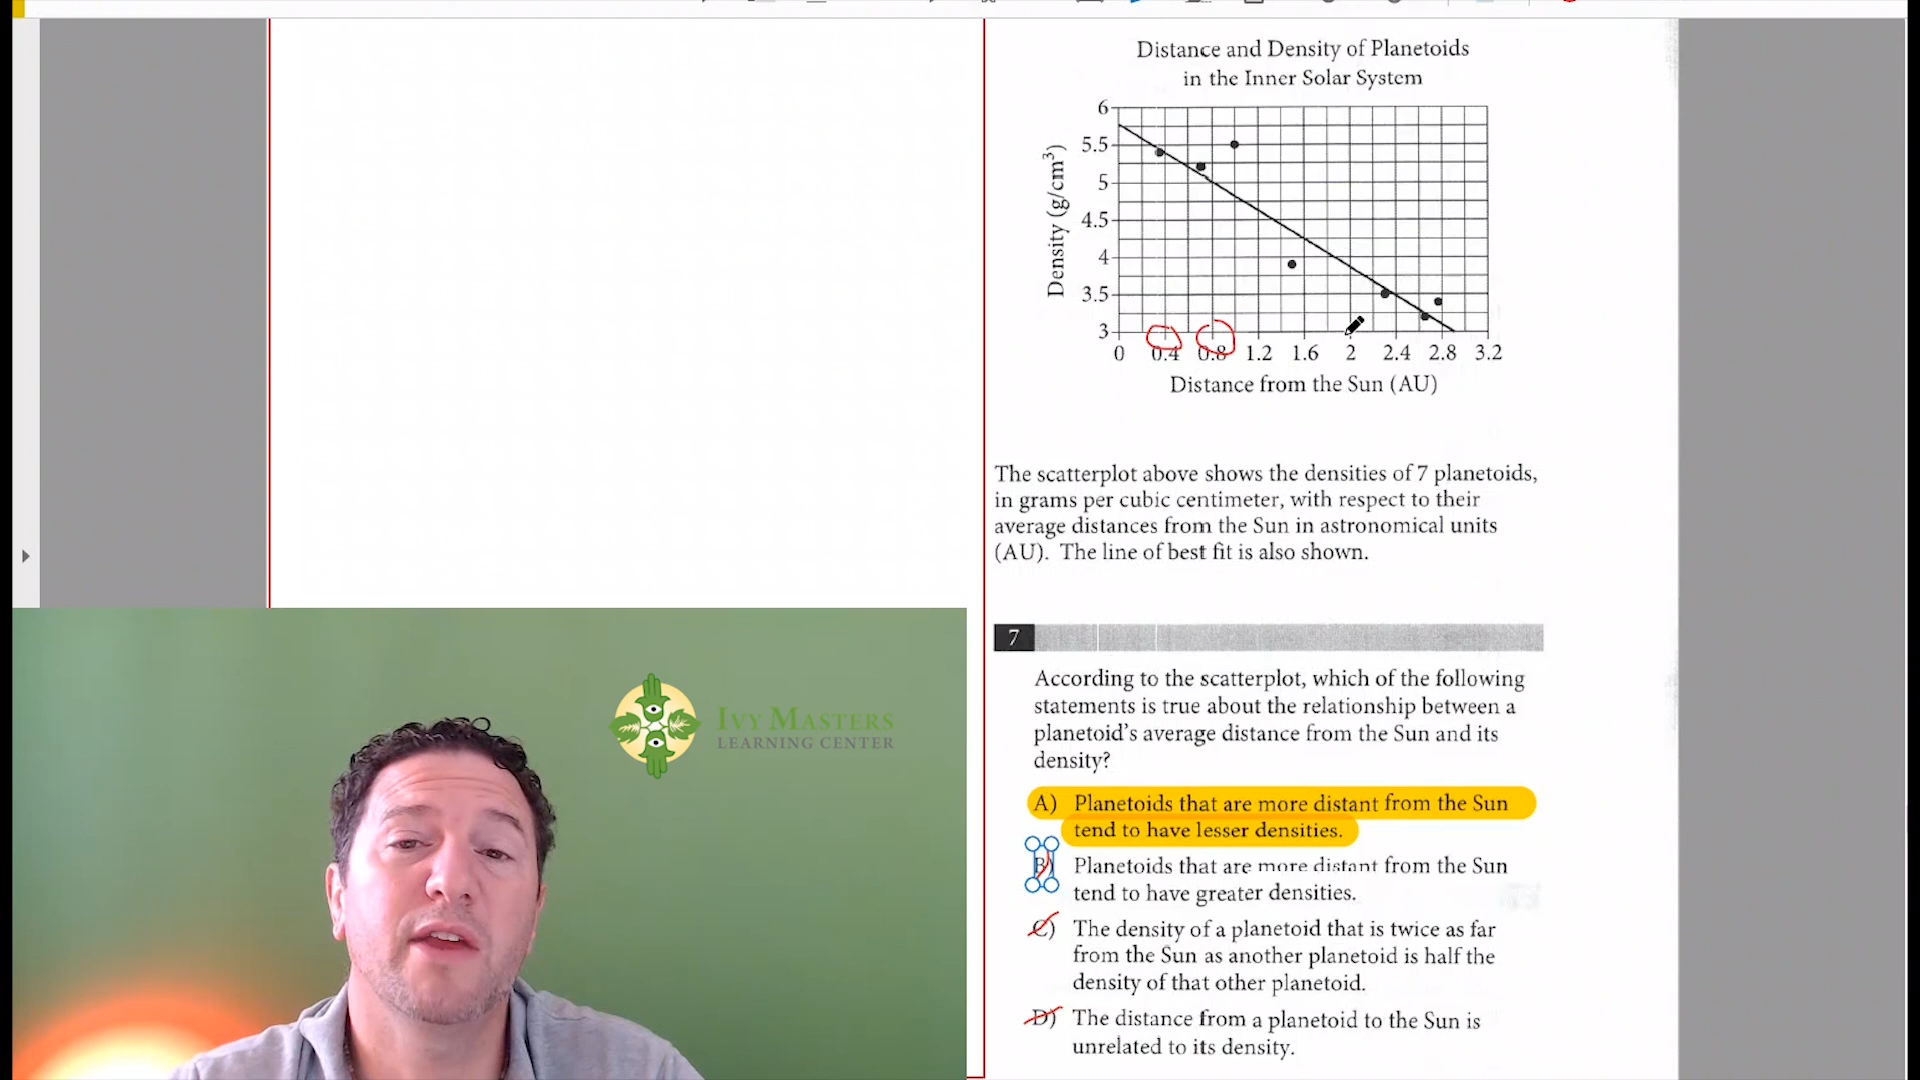 Distance and Density of Planetoids
in the Inner Solar System
6
5.5
5
4.5
4
3.5
3
Density (g/cm³)
0 0.4 0.8 1.2 1.6 2 2.4 2.8 3.2
Distance from the Sun (AU)
The scatterplot above shows the densities of 7 planetoids,
in grams per cubic centimeter, with respect to their
average distances from the Sun in astronomical units
(AU). The line of best fit is also shown.
7
According to the scatterplot, which of the following
statements is true about the relationship between a
planetoid's average distance from the Sun and its
density?
A) Planetoids that are more distant from the Sun
tend to have lesser densities.
B) Planetoids that are more distant from the Sun
tend to have greater densities.
C) The density of a planetoid that is twice as far
from the Sun as another planetoid is half the
density of that other planetoid.
D) The distance from a planetoid to the Sun is
unrelated to its density.
IVY MASTERS
LEARNING CENTER